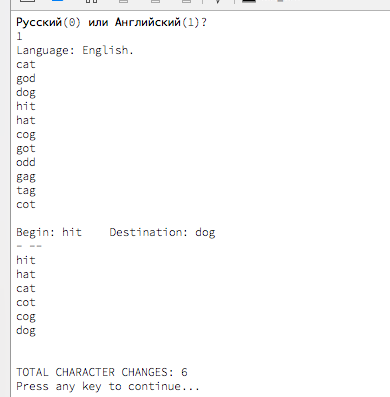 Русский(0) или Английский(1)?
1
Language: English.
cat
god
dog
hit
hat
cog
got
odd
gag
tag
cot
Begin: hit    Destination: dog
- --
hit
hat
cat
cot
cog
dog
TOTAL CHARACTER CHANGES: 6
Press any key to continue...